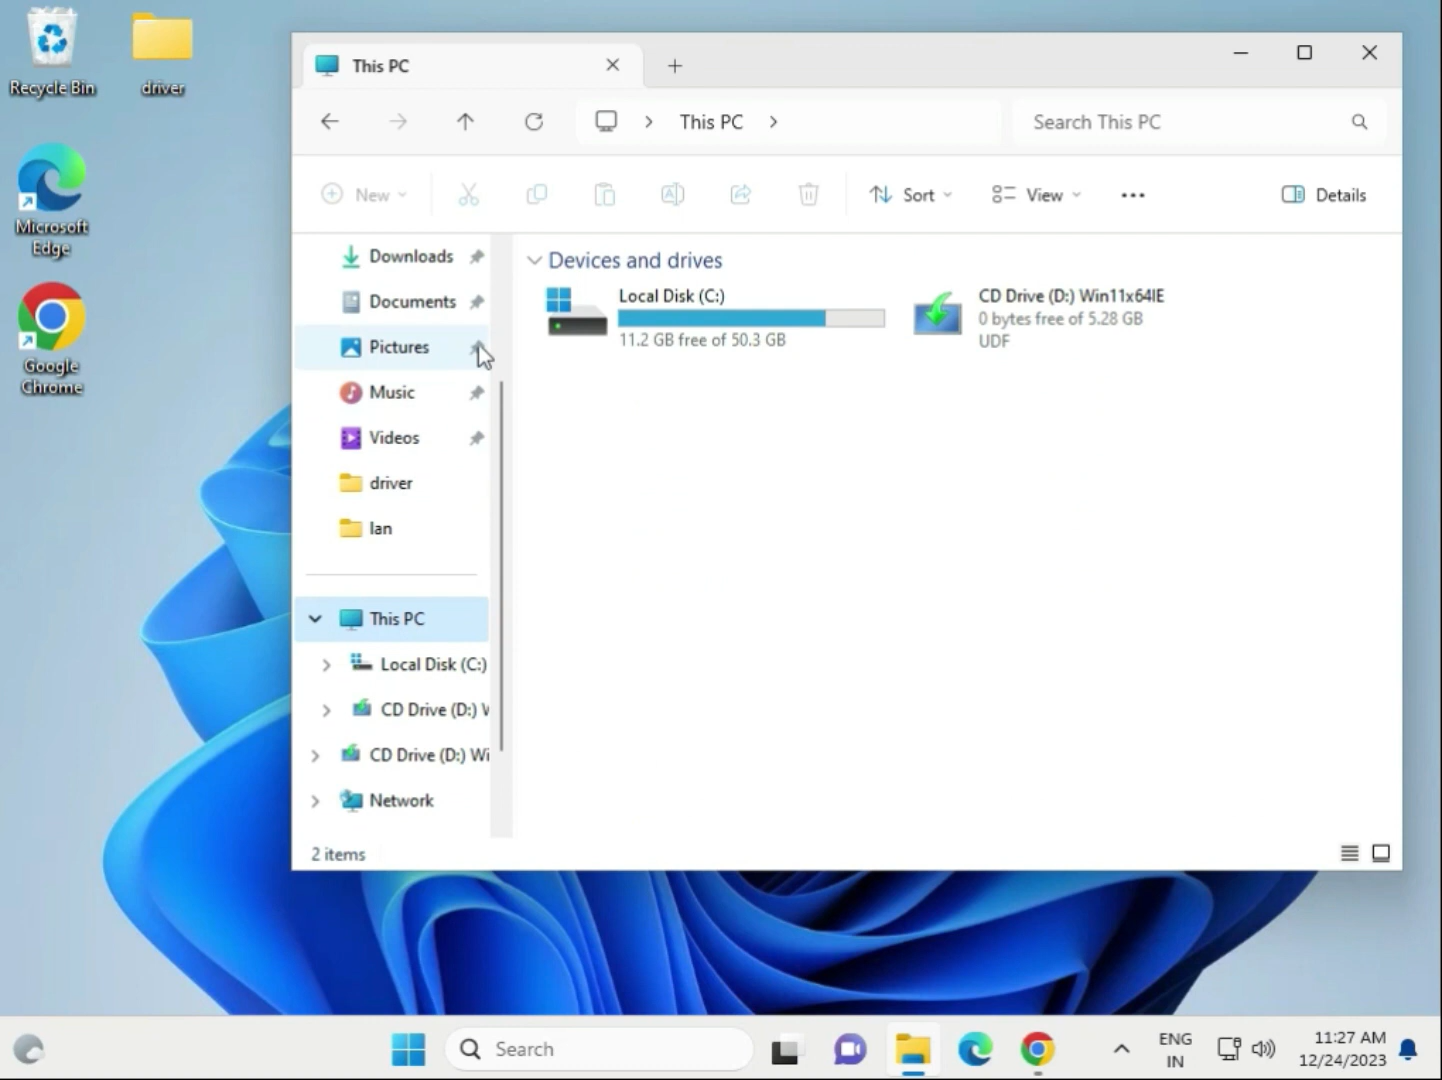 Recycle Bin
driver
Microsoft
Edge
Google
Chrome
This PC
This PC
Search This PC
New
Sort
View
Details
Downloads
Documents
Pictures
Music
Videos
driver
lan
This PC
Local Disk (C:)
CD Drive (D:) W
CD Drive (D:) Wi
Network
Devices and drives
Local Disk (C:)
11.2 GB free of 50.3 GB
CD Drive (D:) Win11x64IE
0 bytes free of 5.28 GB
UDF
2 items
Search
ENG
IN
11:27 AM
12/24/2023